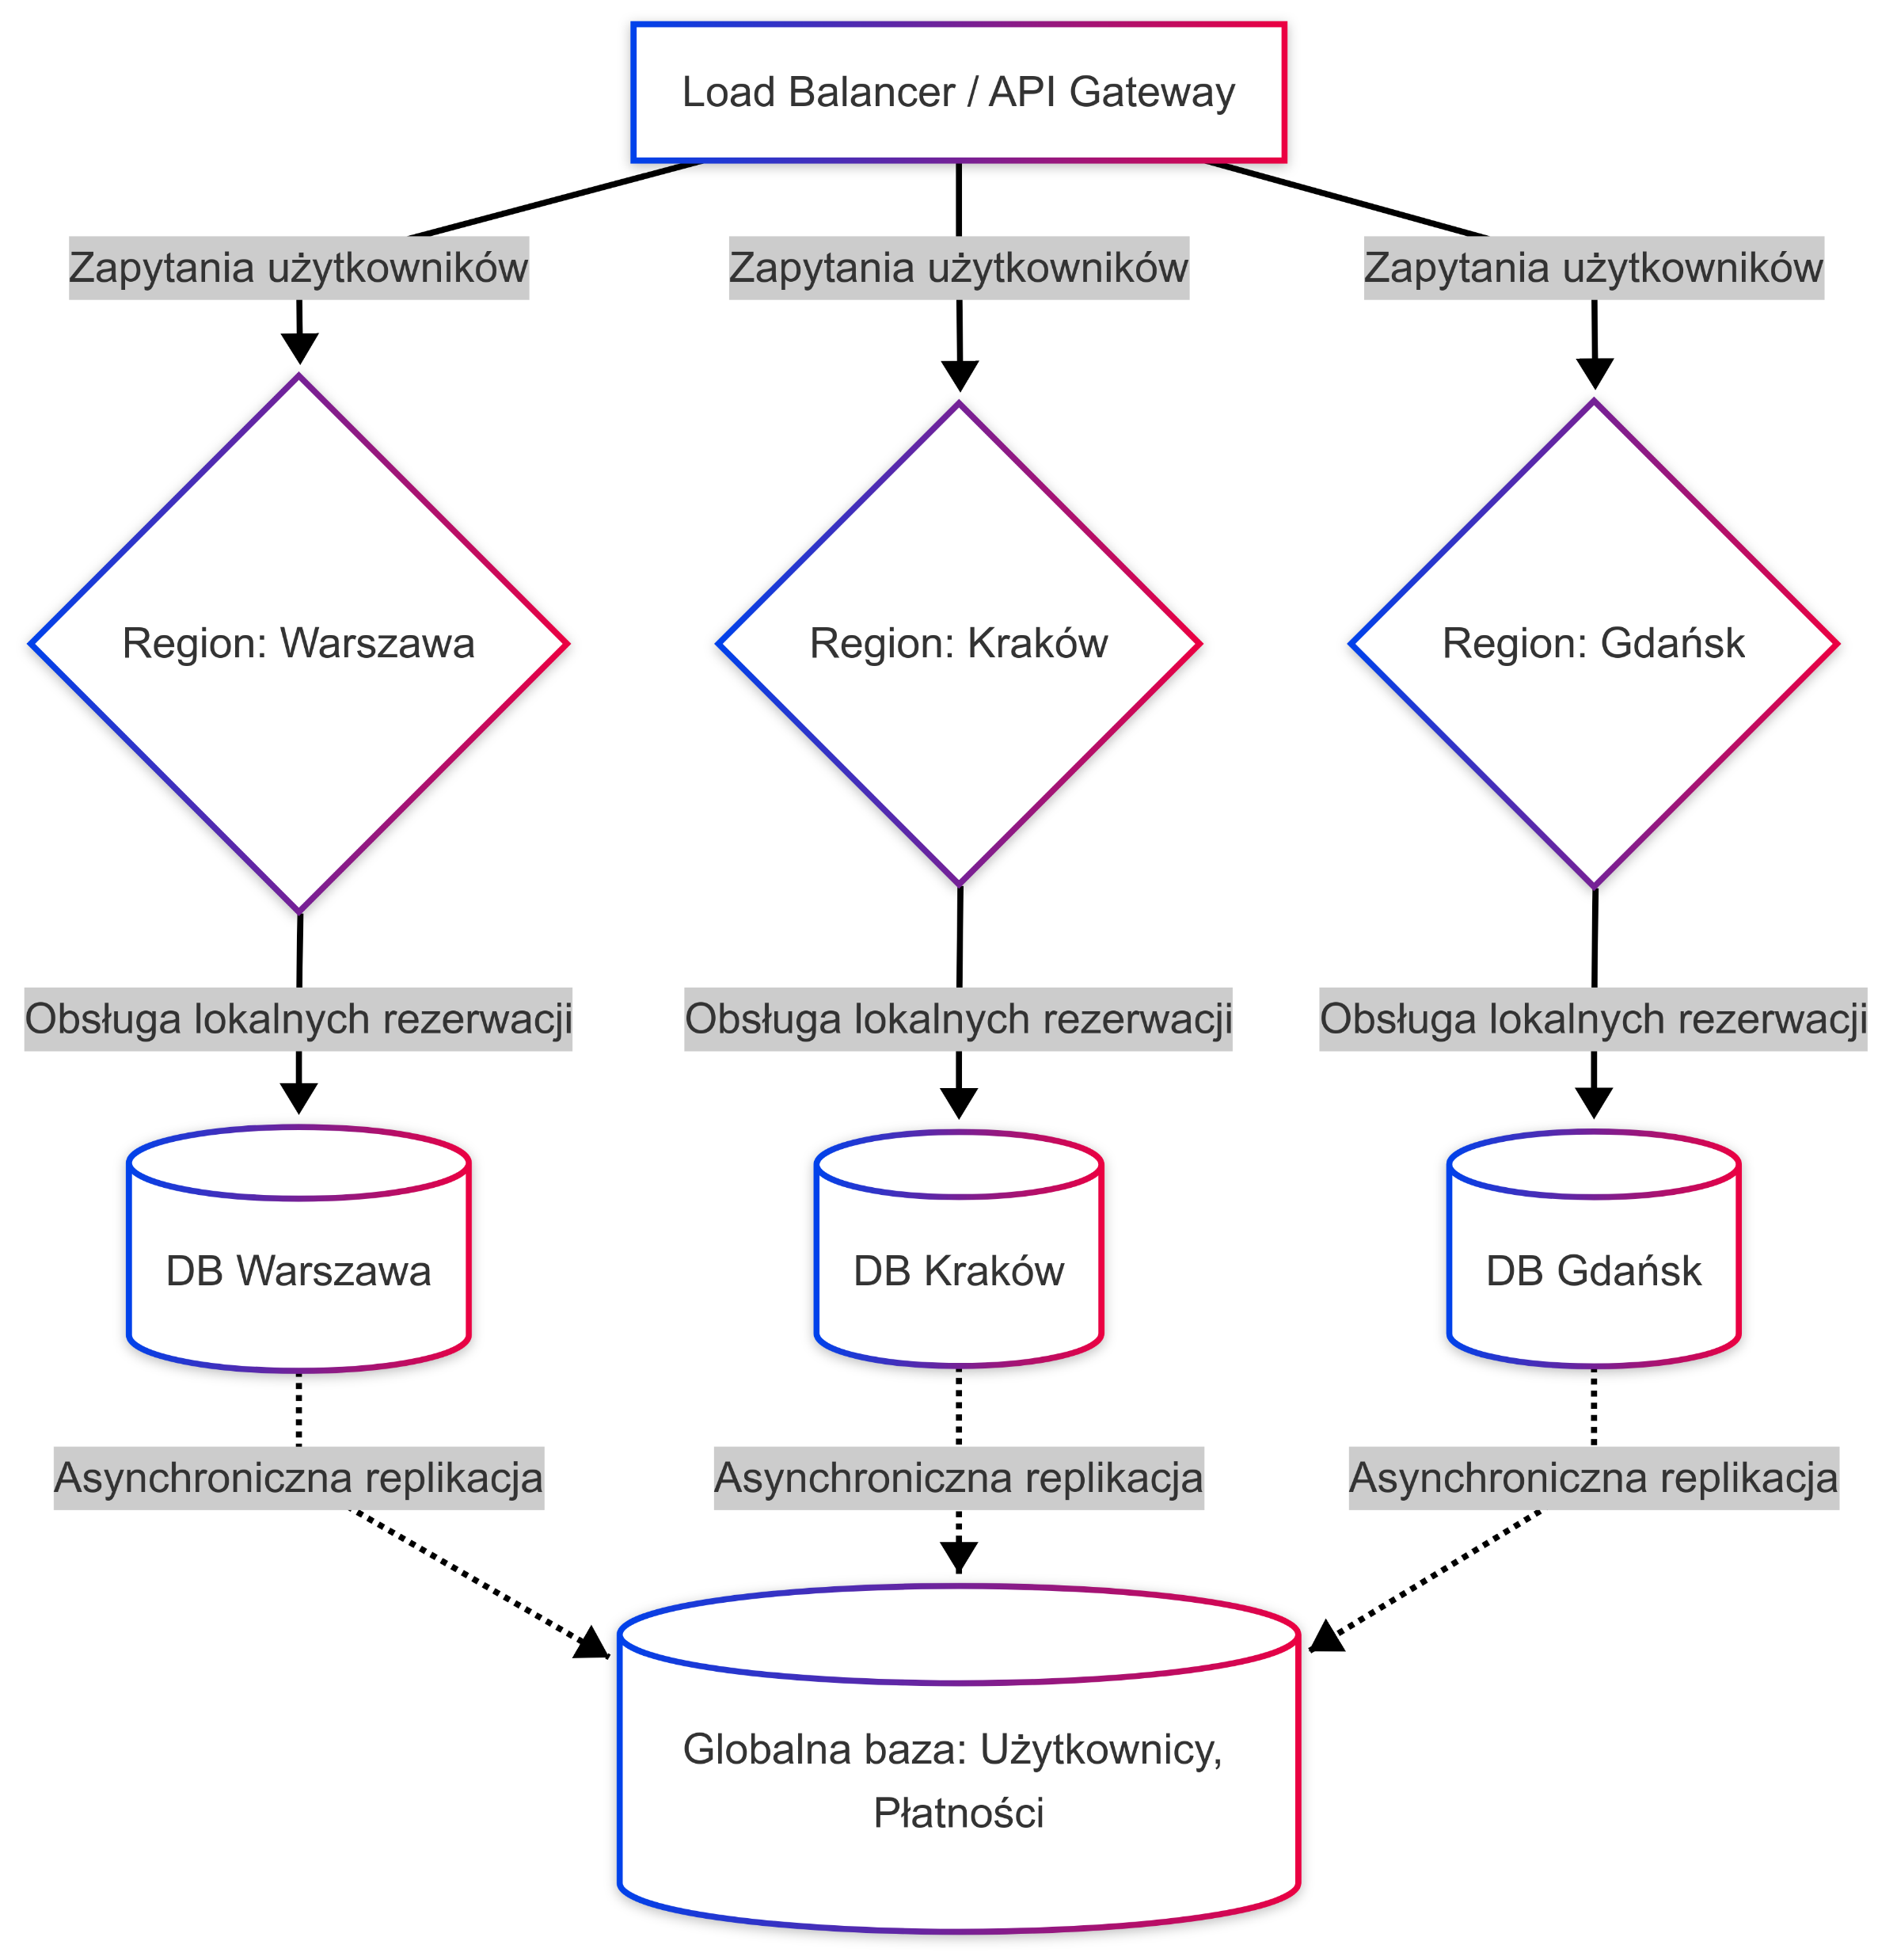 Load Balancer / API Gateway
Zapytania użytkowników
Zapytania użytkowników
Zapytania użytkowników
Region: Warszawa
Region: Kraków
Region: Gdańsk
Obsługa lokalnych rezerwacji
Obsługa lokalnych rezerwacji
Obsługa lokalnych rezerwacji
DB Warszawa
DB Kraków
DB Gdańsk
Asynchroniczna replikacja
Asynchroniczna replikacja
Asynchroniczna replikacja
Globalna baza: Użytkownicy,
Płatności